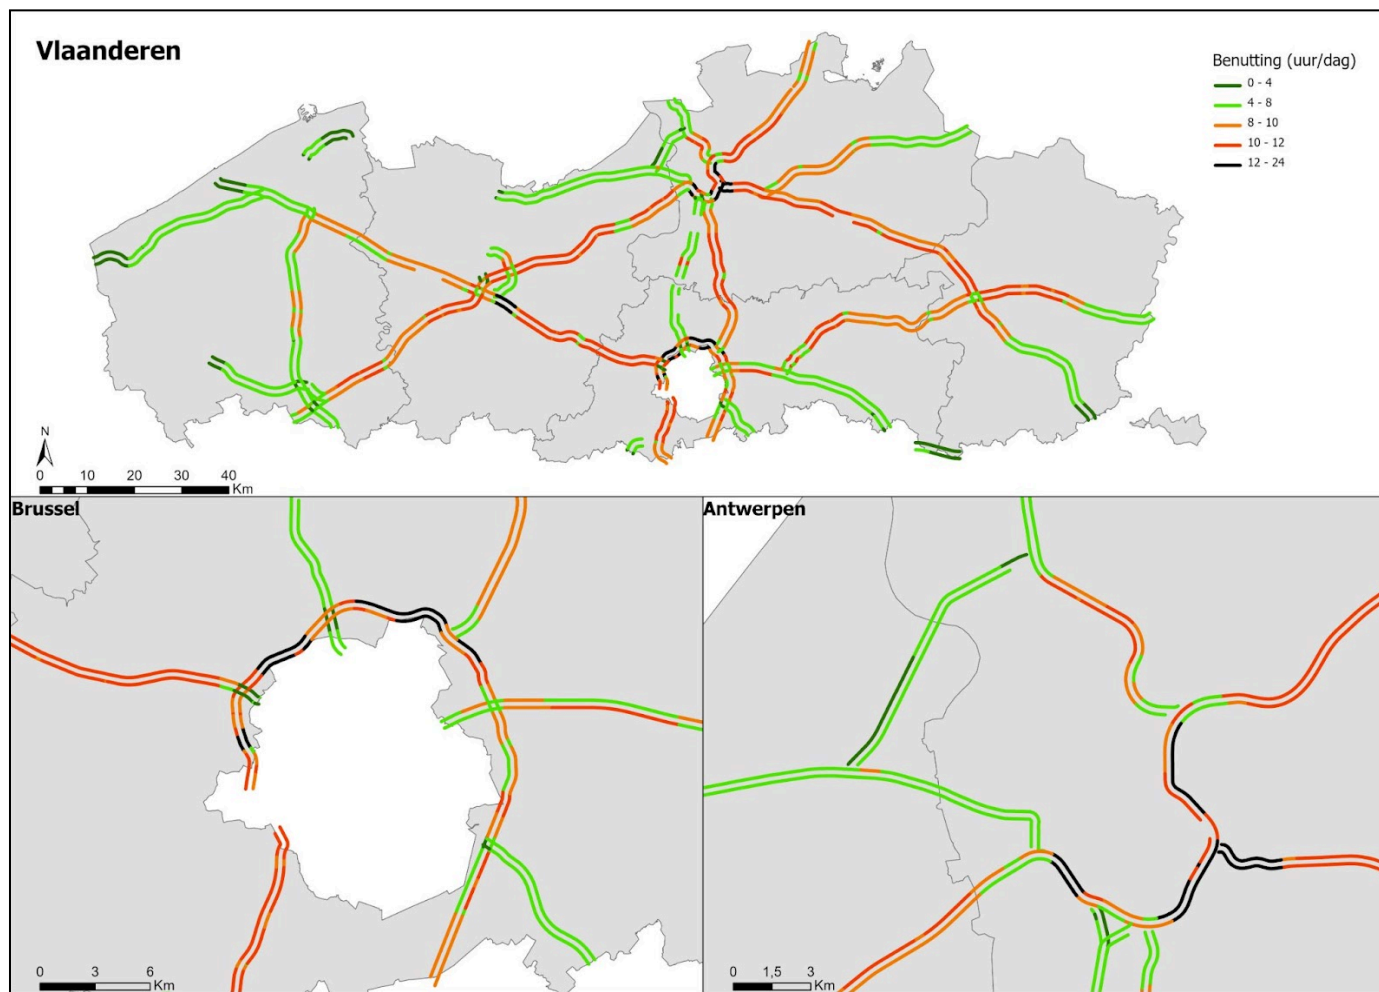 Vlaanderen
Benutting (uur/dag)
0 - 4
4 - 8
8 - 10
10 - 12
12 - 24
N
0 10 20 30 40
Km
Brussel
0 3 6
Km
Antwerpen
0 1,5 3
Km